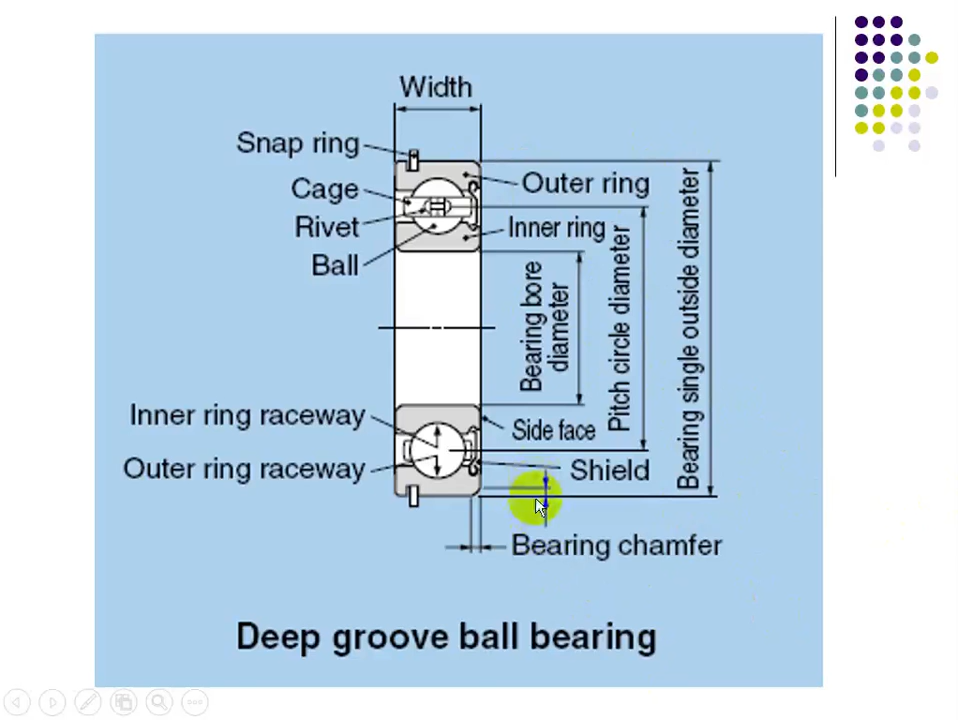 Width
Snap ring
Cage
Rivet
Ball
Outer ring
Inner ring
Bearing bore
diameter
Pitch circle diameter
Bearing single outside diameter
Inner ring raceway
Outer ring raceway
Side face
Shield
Bearing chamfer
Deep groove ball bearing